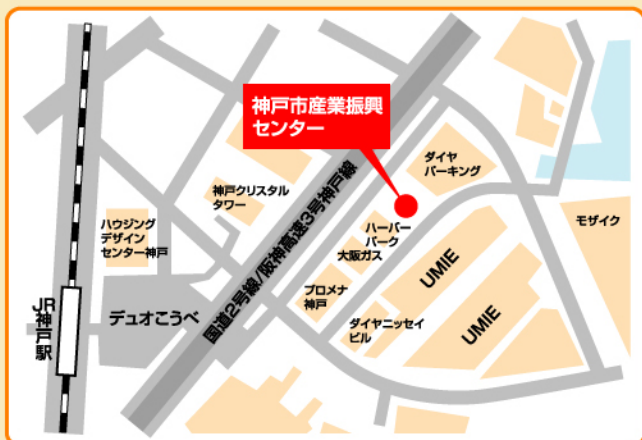 神戸市産業振興
センター
ダイヤ
パーキング
神戸クリスタル
タワー
ハウジング
デザイン
センター神戸
国道2号線/阪神高速3号神戸線
ハーバー
パーク
大阪ガス
モザイク
UMIE
プロメナ
神戸
UMIE
JR神戸駅
デュオこうべ
ダイヤニッセイ
ビル